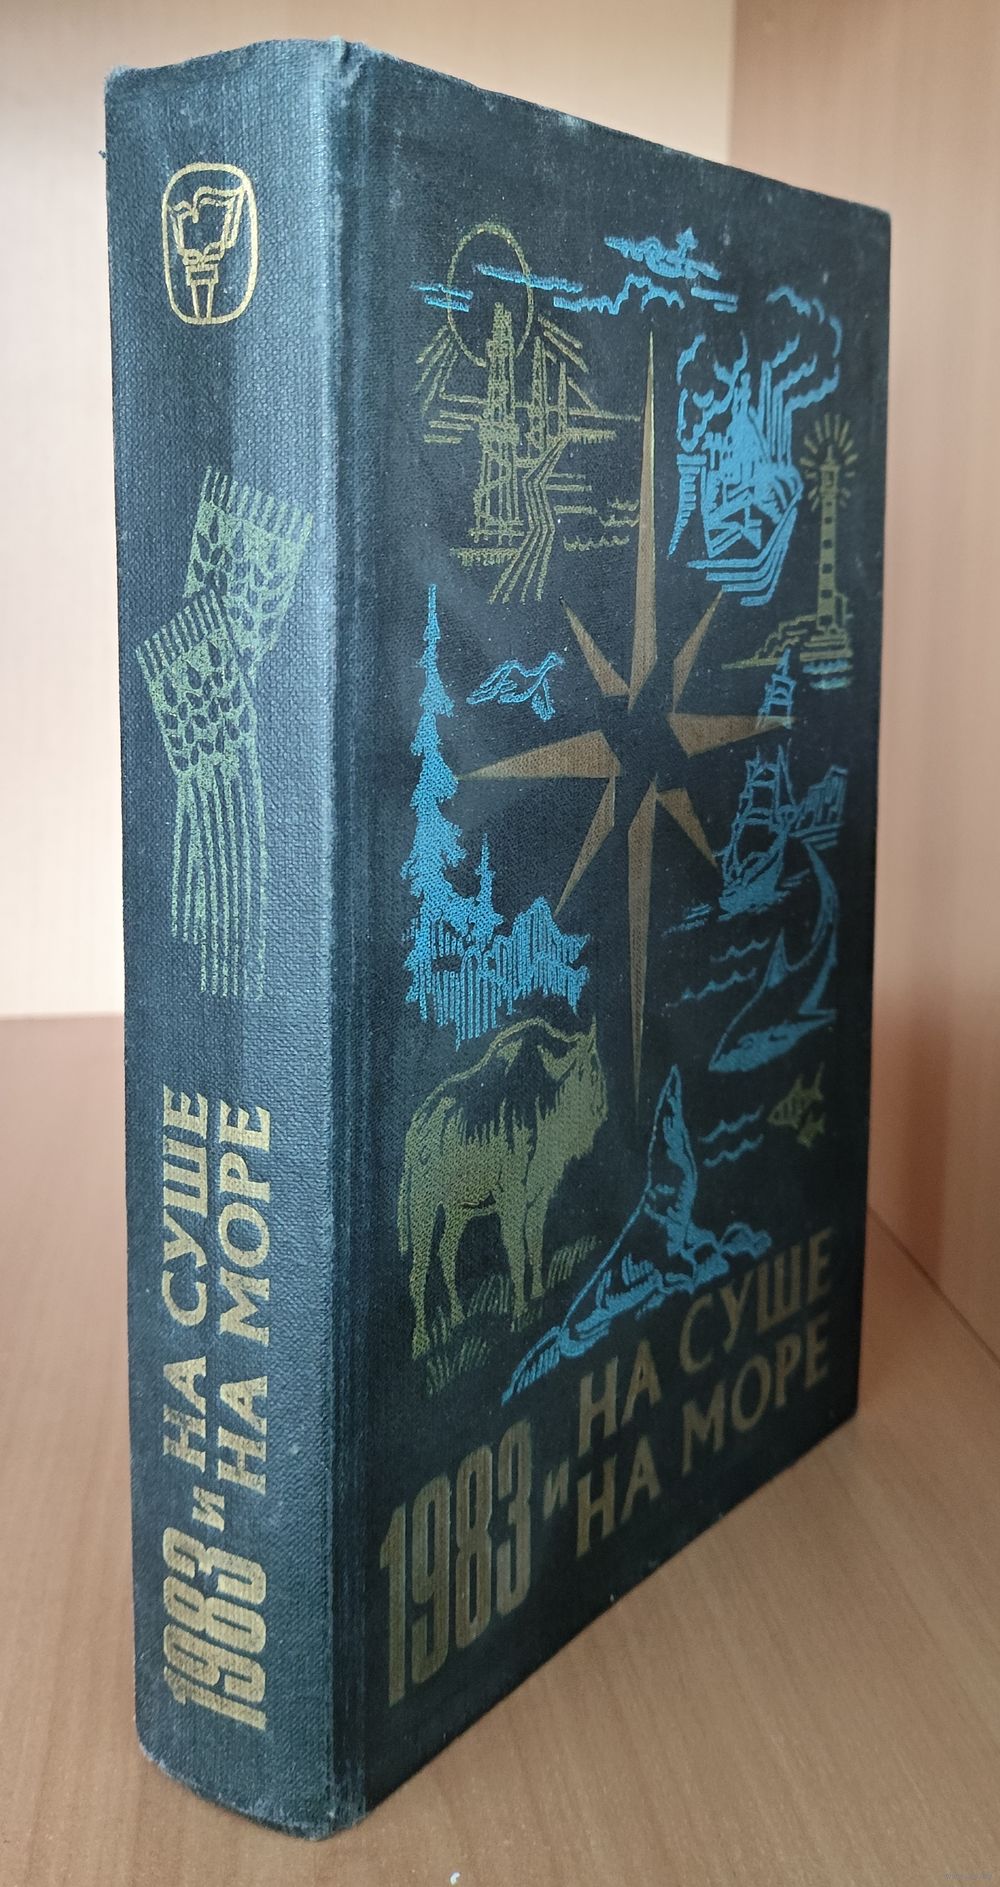 1983 и
НА СУШЕ
НА МОРЕ
1983
и
НА СУШЕ
НА МОРЕ